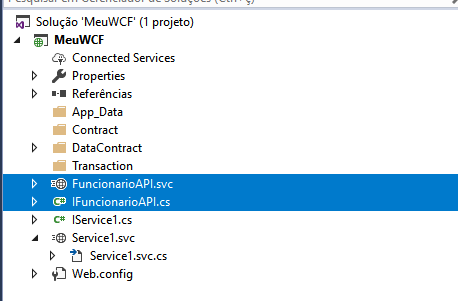 Pesquisar em Gerenciador de Soluções (Ctrl+ç)
Solução 'MeuWCF' (1 projeto)
MeuWCF
Connected Services
Properties
Referências
App_Data
Contract
DataContract
Transaction
FuncionarioAPI.svc
IFuncionarioAPI.cs
IService1.cs
Service1.svc
Service1.svc.cs
Web.config